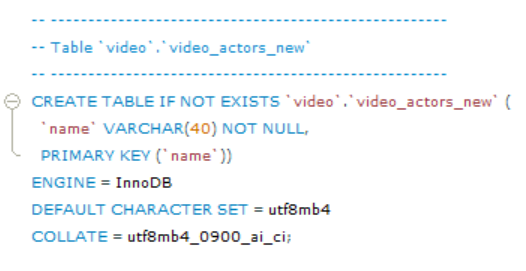 -- -----------------------------------------------------
-- Table `video`.`video_actors_new`
-- -----------------------------------------------------
CREATE TABLE IF NOT EXISTS `video`.`video_actors_new` (
`name` VARCHAR(40) NOT NULL,
PRIMARY KEY (`name`))
ENGINE = InnoDB
DEFAULT CHARACTER SET = utf8mb4
COLLATE = utf8mb4_0900_ai_ci;